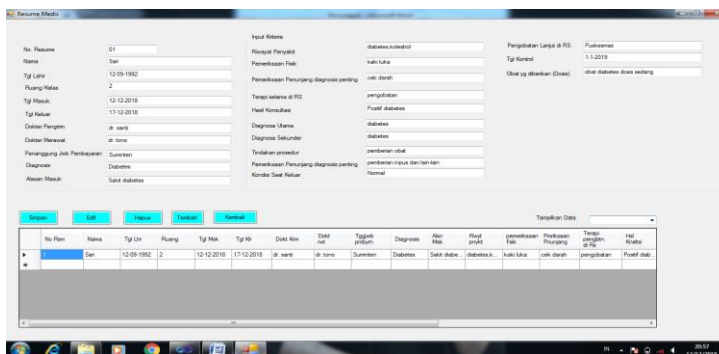 Resume Medis
No. Resume 01
Nama Sari
Tgl Lahir 12-09-1992
Ruang/Kelas 2
Tgl Masuk 12-12-2018
Tgl Keluar 17-12-2018
Dokter Pengirim dr. santi
Dokter Merawat dr. tono
Penanggung Jwb Pembayaran Suminten
Diagnosis Diabetes
Alasan Masuk Sakit diabetes
Input Kriteria
Riwayat Penyakit diabetes,kolestrol
Pemeriksaan Fisik kaki luka
Pemeriksaan Penunjang diagnosis penting cek darah
Terapi selama di RS pengobatan
Hasil Konsultasi Positif diabetes
Diagnosa Utama diabetes
Diagnosa Sekunder diabetes
Tindakan prosedur pemberian obat
Pemeriksaan Penunjang diagnosis penting pemberian inpus dan lain-lain
Kondisi Saat Keluar Normal
Pengobatan Lanjut di RS Puskesmas
Tgl Kontrol 1-1-2019
Obat yg diberikan (Dosis) obat diabetes dosis sedang
Simpan Edit Hapus Tambah Kembali
Tampilkan Data
No Rsm Nama Tgl Lhr Ruang Tgl Msk Tgl Klr Dokt Kirim Dokt rwt Tggjwb pmbyrn Diagnosis Alsn Msk Rwyt pnykt pemeriksaan Fisik Pmriksaan Pnunjang Terapi pengbtn di Rs Hsl Knsltsi
1 Sari 12-09-1992 2 12-12-2018 17-12-2018 dr. santi dr. tono Suminten Diabetes Sakit diabe... diabetes,k... kaki luka cek darah pengobatan Positif diab...
IN 20:57